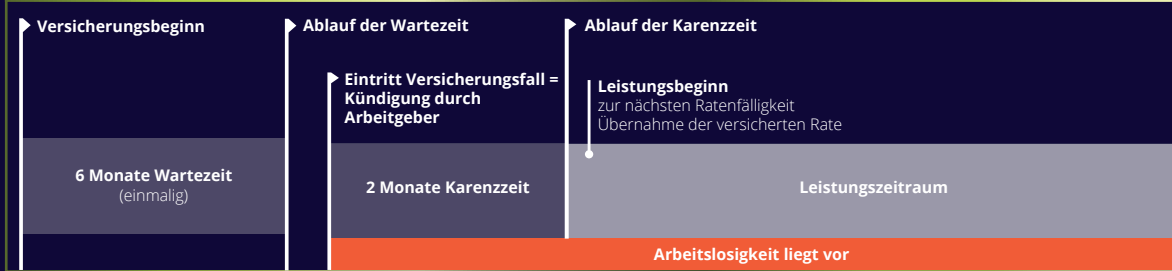 Versicherungsbeginn
Ablauf der Wartezeit
Ablauf der Karenzzeit
Eintritt Versicherungsfall =
Kündigung durch
Arbeitgeber
Leistungsbeginn
zur nächsten Ratenfälligkeit
Übernahme der versicherten Rate
6 Monate Wartezeit
(einmalig)
2 Monate Karenzzeit
Leistungszeitraum
Arbeitslosigkeit liegt vor